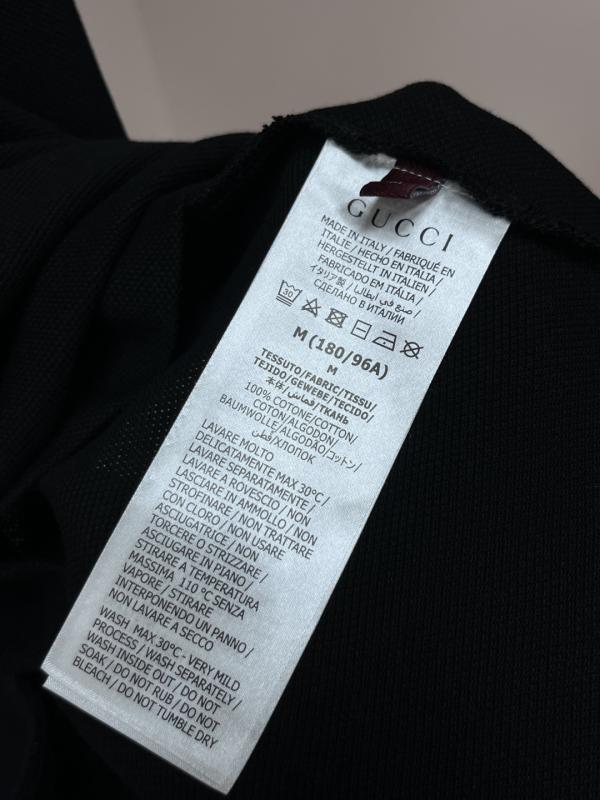 GUCCI
MADE IN ITALY / FABRIQUÉ EN
ITALIE / HECHO EN ITALIA /
HERGESTELLT IN ITALIEN /
FABRICADO EM ITÁLIA /
イタリア製 / صنع في ايطاليا /
СДЕЛАНО В ИТАЛИИ
30
M (180/96A)
M
TESSUTO/FABRIC/TISSU/
TEJIDO/GEWEBE/TECIDO/
本体/قماش/ТКАНЬ
100% COTONE/COTTON/
COTON/ALGODON/
BAUMWOLLE/ALGODÃO/コットン/
قطن/ХЛОПОК
LAVARE MOLTO
DELICATAMENTE MAX 30°C /
LAVARE SEPARATAMENTE /
LAVARE A ROVESCIO / NON
LASCIARE IN AMMOLLO / NON
STROFINARE / NON TRATTARE
CON CLORO / NON USARE
ASCIUGATRICE / NON
TORCERE O STRIZZARE /
ASCIUGARE IN PIANO /
STIRARE A TEMPERATURA
MASSIMA 110 °C SENZA
VAPORE / STIRARE
INTERPONENDO UN PANNO /
NON LAVARE A SECCO
WASH MAX 30°C - VERY MILD
PROCESS / WASH SEPARATELY /
WASH INSIDE OUT / DO NOT
SOAK / DO NOT RUB / DO NOT
BLEACH / DO NOT TUMBLE DRY